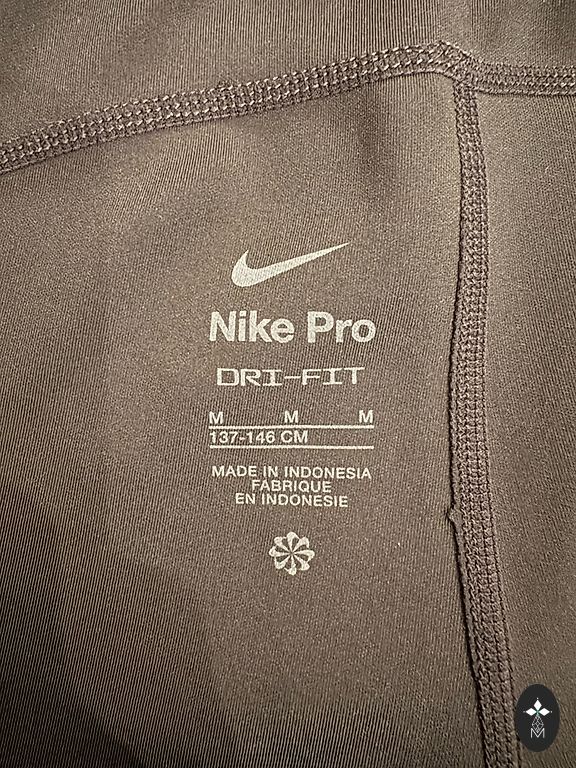 Nike Pro
DRI-FIT
M M M
137-146 CM
MADE IN INDONESIA
FABRIQUE
EN INDONESIE
M